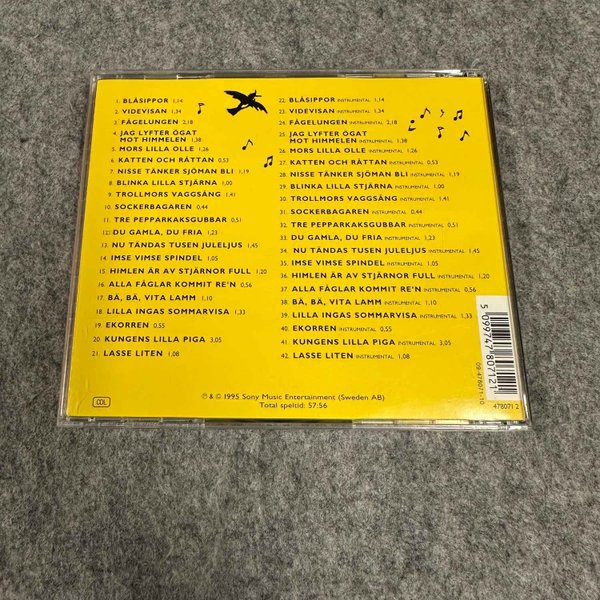 1. BLÅSIPPOR 1,14
2. VIDEVISAN 1,34
3. FÅGELUNGEN 2,18
4. JAG LYFTER ÖGAT
MOT HIMMELEN 1,38
5. MORS LILLA OLLE 1,26
6. KATTEN OCH RÅTTAN 0,53
7. NISSE TÄNKER SJÖMAN BLI 1,19
8. BLINKA LILLA STJÄRNA 1,00
9. TROLLMORS VAGGSÅNG 1,41
10. SOCKERBAGAREN 0,44
11. TRE PEPPARKAKSGUBBAR 0,51
12) DU GAMLA, DU FRIA 1,23
13. NU TÄNDAS TUSEN JULELJUS 1,45
14. IMSE VIMSE SPINDEL 1,05
15. HIMLEN ÄR AV STJÄRNOR FULL 1,20
16. ALLA FÅGLAR KOMMIT RE'N 0,56
17. BÄ, BÄ, VITA LAMM 1,10
18. LILLA INGAS SOMMARVISA 1,33
19. EKORREN 0,55
20. KUNGENS LILLA PIGA 3,05
21. LASSE LITEN 1,08
22. BLÅSIPPOR INSTRUMENTAL 1,14
23. VIDEVISAN INSTRUMENTAL 1,34
24. FÅGELUNGEN INSTRUMENTAL 2,18
25. JAG LYFTER ÖGAT
MOT HIMMELEN INSTRUMENTAL 1,38
26. MORS LILLA OLLE INSTRUMENTAL 1,26
27. KATTEN OCH RÅTTAN INSTRUMENTAL 0,53
28. NISSE TÄNKER SJÖMAN BLI INSTRUMENTAL 1,19
29. BLINKA LILLA STJÄRNA INSTRUMENTAL 1,00
30. TROLLMORS VAGGSÅNG INSTRUMENTAL 1,41
31. SOCKERBAGAREN INSTRUMENTAL 0,44
32. TRE PEPPARKAKSGUBBAR INSTRUMENTAL 0,51
33. DU GAMLA, DU FRIA INSTRUMENTAL 1,23
34. NU TÄNDAS TUSEN JULELJUS INSTRUMENTAL 1,45
35. IMSE VIMSE SPINDEL INSTRUMENTAL 1,05
36. HIMLEN ÄR AV STJÄRNOR FULL INSTRUMENTAL 1,20
37. ALLA FÅGLAR KOMMIT RE'N INSTRUMENTAL 0,56
38. BÄ, BÄ, VITA LAMM INSTRUMENTAL 1,10
39. LILLA INGAS SOMMARVISA INSTRUMENTAL 1,33
40. EKORREN INSTRUMENTAL 0,55
41. KUNGENS LILLA PIGA INSTRUMENTAL 3,05
42. LASSE LITEN INSTRUMENTAL 1,08
℗ & © 1995 Sony Music Entertainment (Sweden AB)
Total speltid: 57:56
CDL
5 099747 807121
09-478071-10
478071 2